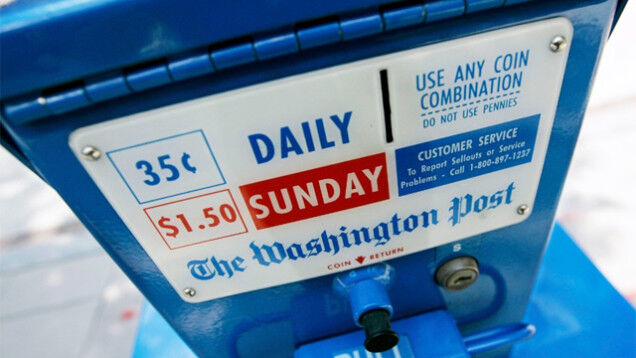 35¢
DAILY
$1.50
SUNDAY
USE ANY COIN
COMBINATION
DO NOT USE PENNIES
CUSTOMER SERVICE
To Report Sellouts or Service
Problems - Call 1-800-897-1237
The Washington Post
COIN RETURN
S
PULL